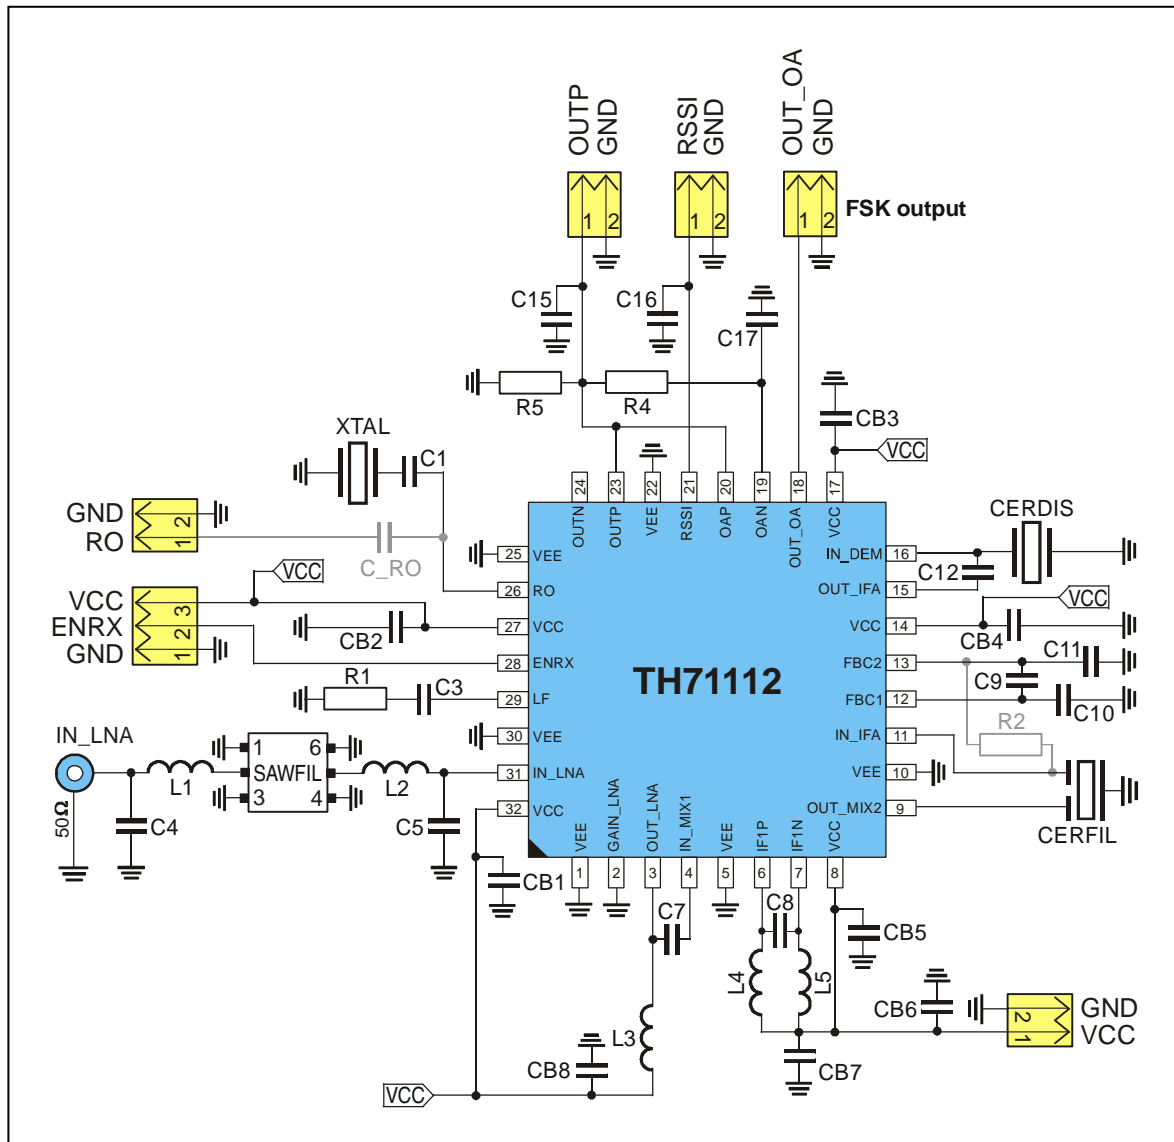 OUTP
GND
RSSI
GND
OUT_OA
GND
1
2
1
2
1
2
FSK output
C15
C16
C17
R5
R4
CB3
VCC
XTAL
C1
GND
RO
2
1
C_RO
VCC
VCC
ENRX
GND
3
2
1
CB2
R1
C3
IN_LNA
50Ω
L1
SAWFIL
1
6
3
4
L2
C4
C5
CB1
24
23
22
21
20
19
18
17
OUTN
OUTP
VEE
RSSI
OAP
OAN
OUT_OA
VCC
25
VEE
26
RO
27
VCC
28
ENRX
29
LF
30
VEE
31
IN_LNA
32
VCC
TH71112
IN_DEM
16
OUT_IFA
15
VCC
14
FBC2
13
FBC1
12
IN_IFA
11
VEE
10
OUT_MIX2
9
VEE
GAIN_LNA
OUT_LNA
IN_MIX1
VEE
IF1P
IF1N
VCC
1
2
3
4
5
6
7
8
CERDIS
C12
VCC
CB4
C11
C9
C10
R2
CERFIL
C7
C8
CB5
L4
L5
L3
CB6
CB7
CB8
VCC
GND
VCC
2
1